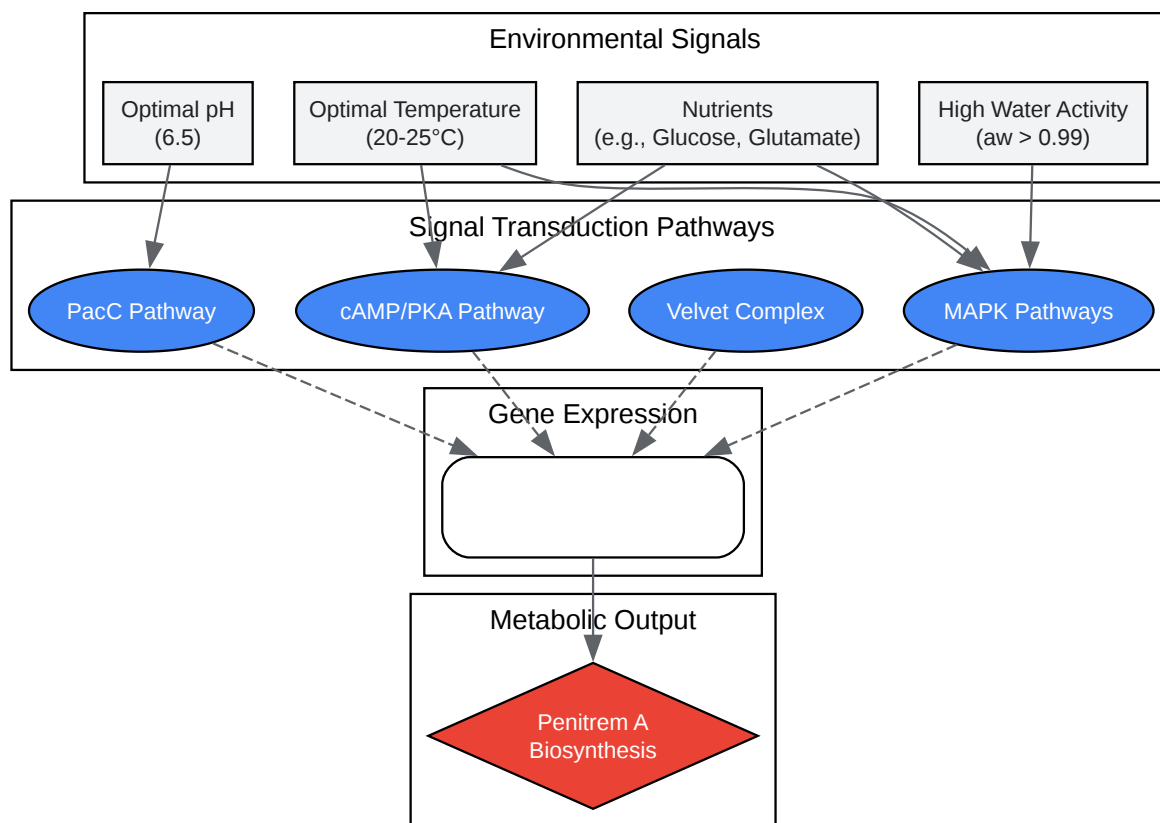 Environmental Signals
Optimal pH
(6.5)
Optimal Temperature
(20-25°C)
Nutrients
(e.g., Glucose, Glutamate)
High Water Activity
(aw > 0.99)
Signal Transduction Pathways
PacC Pathway
cAMP/PKA Pathway
Velvet Complex
MAPK Pathways
Gene Expression
Metabolic Output
Penitrem A
Biosynthesis